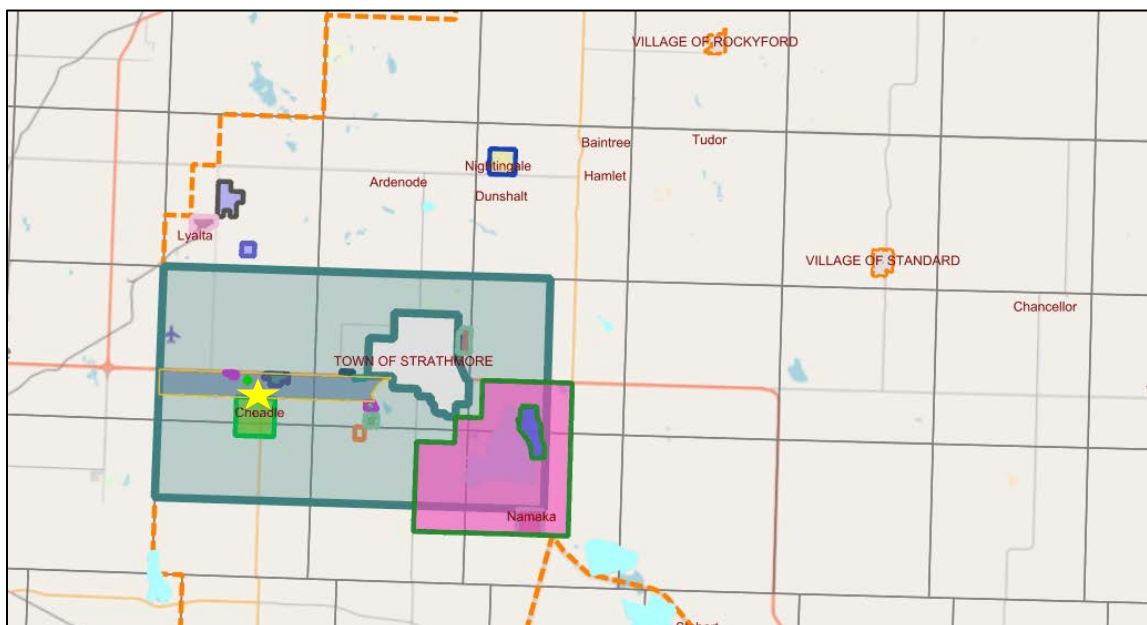 VILLAGE OF ROCKYFORD
Baintree
Tudor
Nightingale
Hamlet
Ardenode
Dunshalt
Lyalta
VILLAGE OF STANDARD
Chancellor
TOWN OF STRATHMORE
Cheadle
Namaka